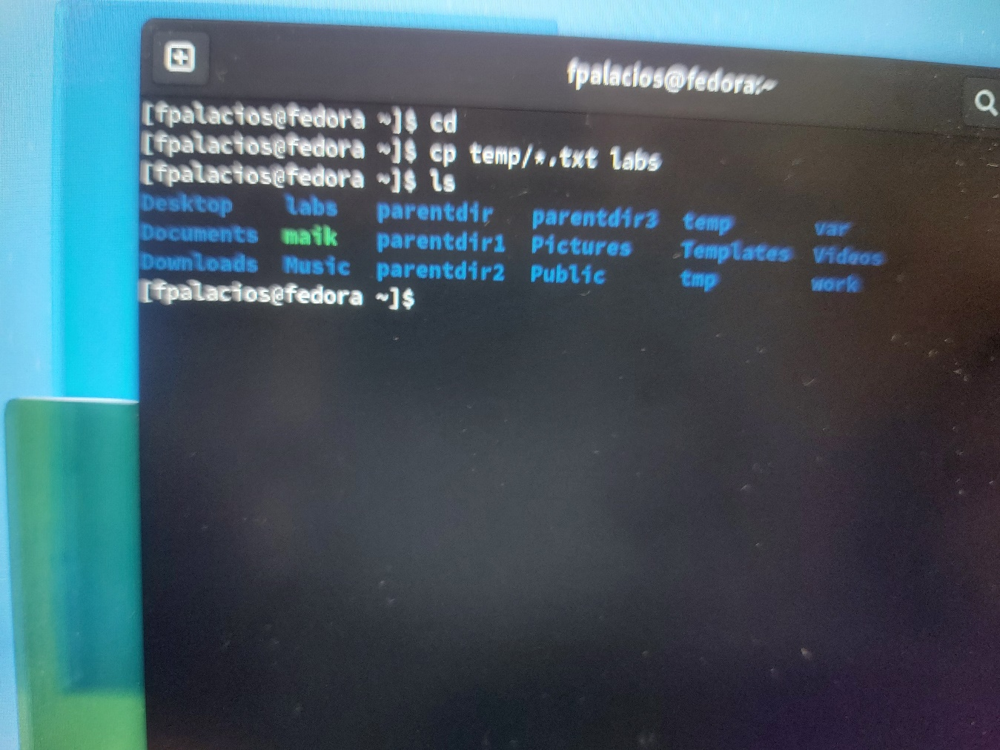 fpalacios@fedora:~
[fpalacios@fedora ~]$ cd
[fpalacios@fedora ~]$ cp temp/*.txt labs
[fpalacios@fedora ~]$ ls
Desktop labs parentdir parentdir3 temp var
Documents maik parentdir1 Pictures Templates Videos
Downloads Music parentdir2 Public tmp work
[fpalacios@fedora ~]$